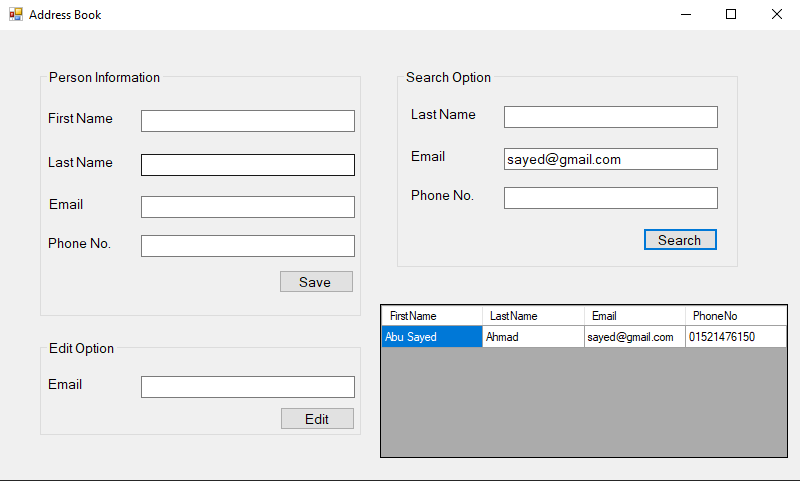 Address Book
Person Information
First Name
Last Name
Email
Phone No.
Save
Edit Option
Email
Edit
Search Option
Last Name
Email sayed@gmail.com
Phone No.
Search
FirstName LastName Email PhoneNo
Abu Sayed Ahmad sayed@gmail.com 01521476150